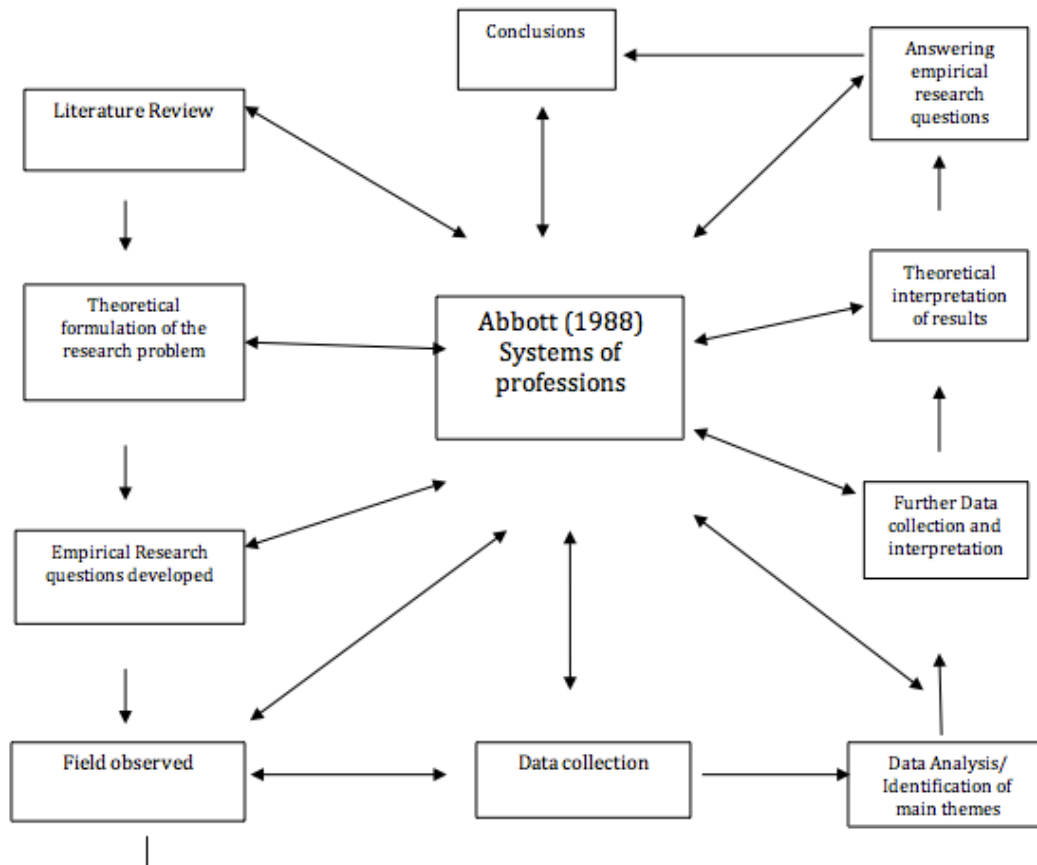 Conclusions
Answering
empirical
research
questions
Literature Review
Theoretical
formulation of the
research problem
Abbott (1988)
Systems of
professions
Theoretical
interpretation
of results
Empirical Research
questions developed
Further Data
collection and
interpretation
Field observed
Data collection
Data Analysis/
Identification of
main themes